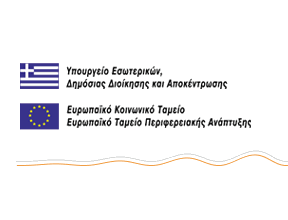 Υπουργείο Εσωτερικών,
Δημόσιας Διοίκησης και Αποκέντρωσης
Ευρωπαϊκό Κοινωνικό Ταμείο
Ευρωπαϊκό Ταμείο Περιφερειακής Ανάπτυξης